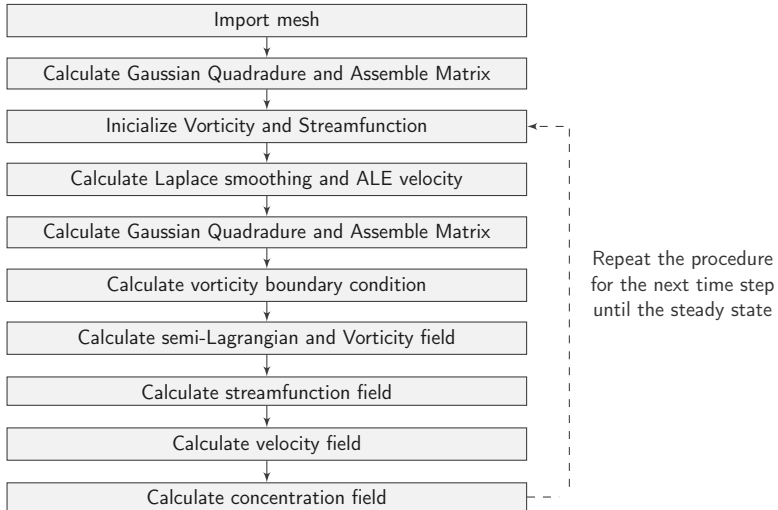 Import mesh
Calculate Gaussian Quadradure and Assemble Matrix
Inicialize Vorticity and Streamfunction
Calculate Laplace smoothing and ALE velocity
Calculate Gaussian Quadradure and Assemble Matrix
Calculate vorticity boundary condition
Calculate semi-Lagrangian and Vorticity field
Calculate streamfunction field
Calculate velocity field
Calculate concentration field
Repeat the procedure
for the next time step
until the steady state